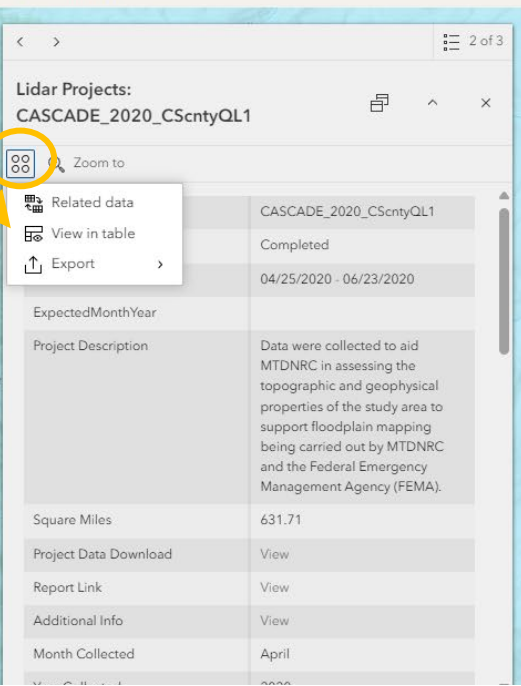 2 of 3
Lidar Projects:
CASCADE_2020_CScntyQL1
Zoom to
Related data
View in table
Export
CASCADE_2020_CScntyQL1
Completed
04/25/2020 - 06/23/2020
ExpectedMonthYear
Project Description
Data were collected to aid
MTDNRC in assessing the
topographic and geophysical
properties of the study area to
support floodplain mapping
being carried out by MTDNRC
and the Federal Emergency
Management Agency (FEMA).
Square Miles 631.71
Project Data Download View
Report Link View
Additional Info View
Month Collected April